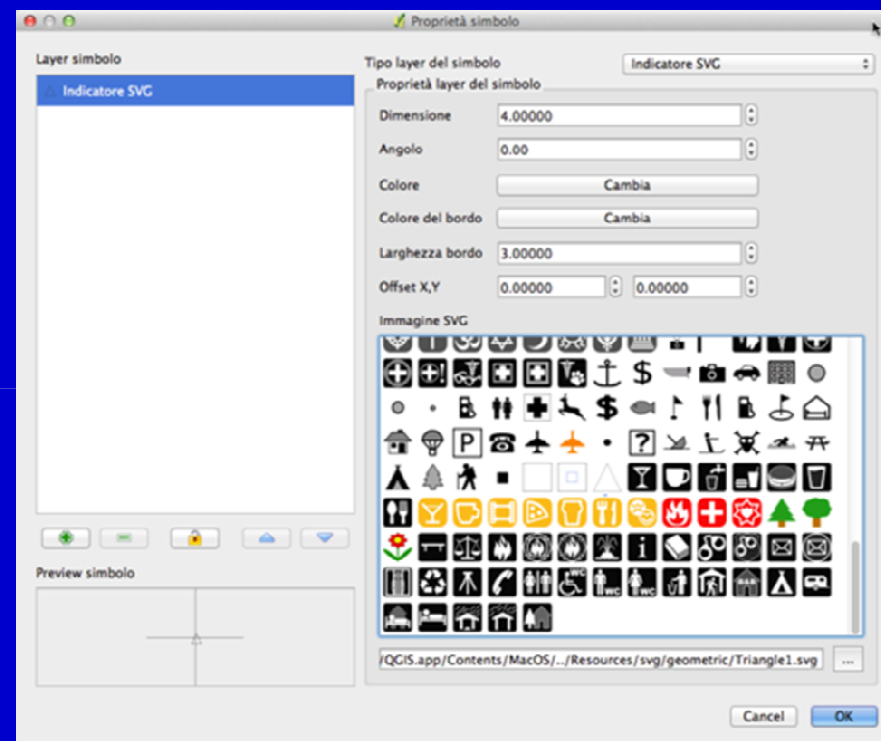 Proprietà simbolo
Layer simbolo
Indicatore SVG
Tipo layer del simbolo
Indicatore SVG
Proprietà layer del simbolo
Dimensione
4.00000
Angolo
0.00
Colore
Cambia
Colore del bordo
Cambia
Larghezza bordo
3.00000
Offset X,Y
0.00000
0.00000
Immagine SVG
/QGIS.app/Contents/MacOS/../Resources/svg/geometric/Triangle1.svg
...
Preview simbolo
Cancel
OK